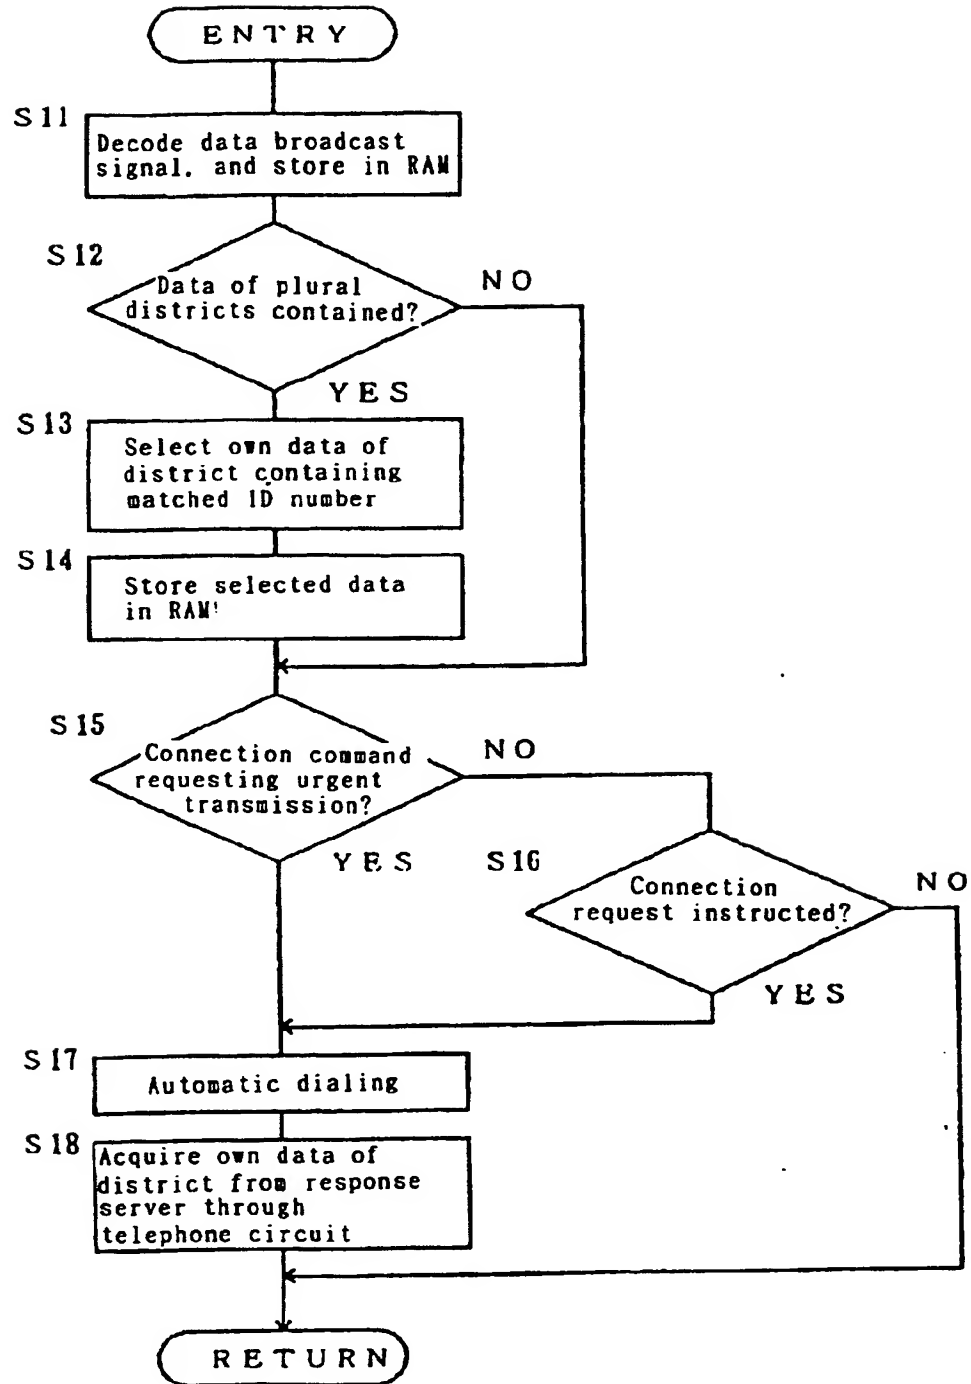 ENTRY
S11
Decode data broadcast
signal. and store in RAM
S12
Data of plural
districts contained?
NO
YES
S13
Select own data of
district containing
matched ID number
S14
Store selected data
in RAM
S15
Connection command
requesting urgent
transmission?
NO
YES
S16
Connection
request instructed?
NO
YES
S17
Automatic dialing
S18
Acquire own data of
district from response
server through
telephone circuit
RETURN